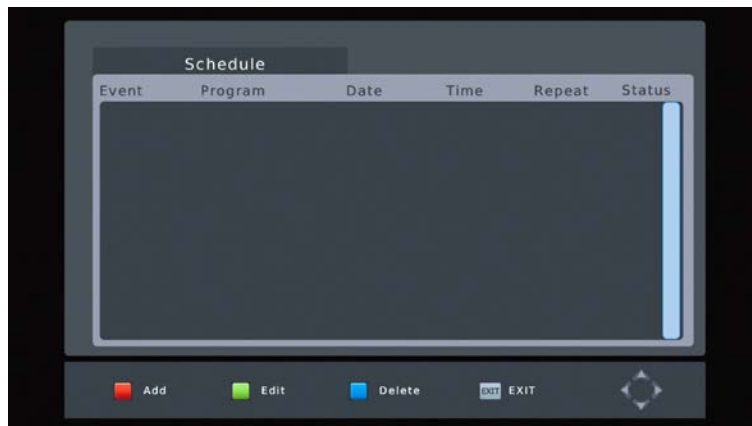 Schedule
Event Program Date Time Repeat Status
Add Edit Delete EXIT EXIT